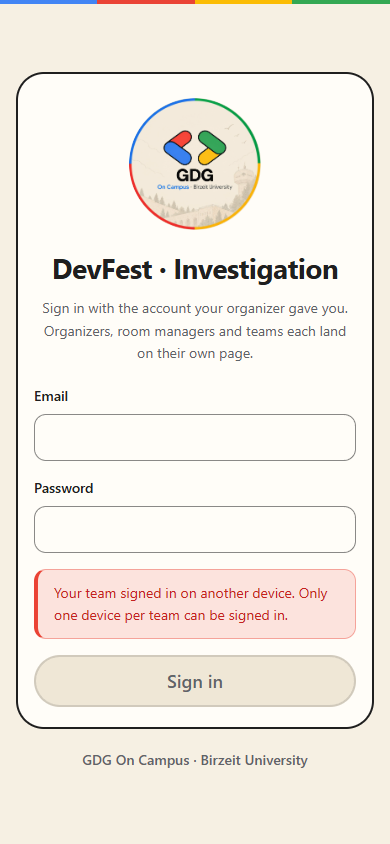 GDG
On Campus · Birzeit University
DevFest · Investigation
Sign in with the account your organizer gave you.
Organizers, room managers and teams each land
on their own page.
Email
Password
Your team signed in on another device. Only
one device per team can be signed in.
Sign in
GDG On Campus · Birzeit University